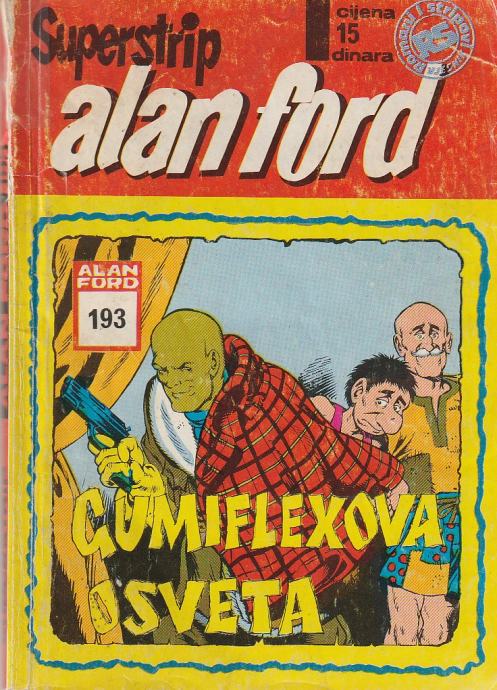 Superstrip
cijena
15
dinara
alan ford
ALAN
FORD
193
GUMIFLEXOVA
OSVETA